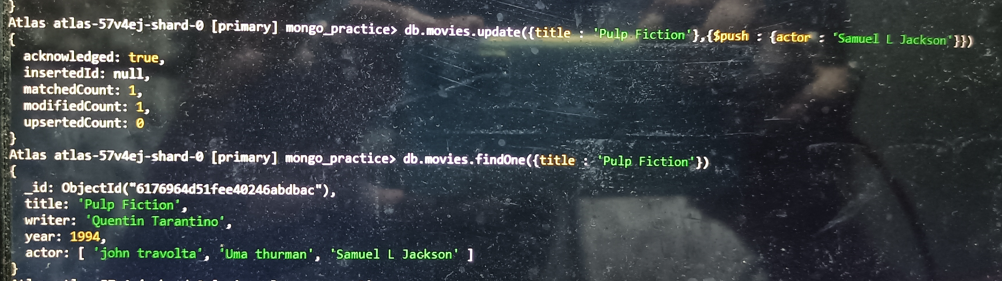 }
Atlas atlas-57v4ej-shard-0 [primary] mongo_practice> db.movies.update({title : 'Pulp Fiction'},{$push : {actor : 'Samuel L Jackson'}})
{
  acknowledged: true,
  insertedId: null,
  matchedCount: 1,
  modifiedCount: 1,
  upsertedCount: 0
}
Atlas atlas-57v4ej-shard-0 [primary] mongo_practice> db.movies.findOne({title : 'Pulp Fiction'})
{
  _id: ObjectId("6176964d51fee40246abdbac"),
  title: 'Pulp Fiction',
  writer: 'Quentin Tarantino',
  year: 1994,
  actor: [ 'john travolta', 'Uma thurman', 'Samuel L Jackson' ]
}